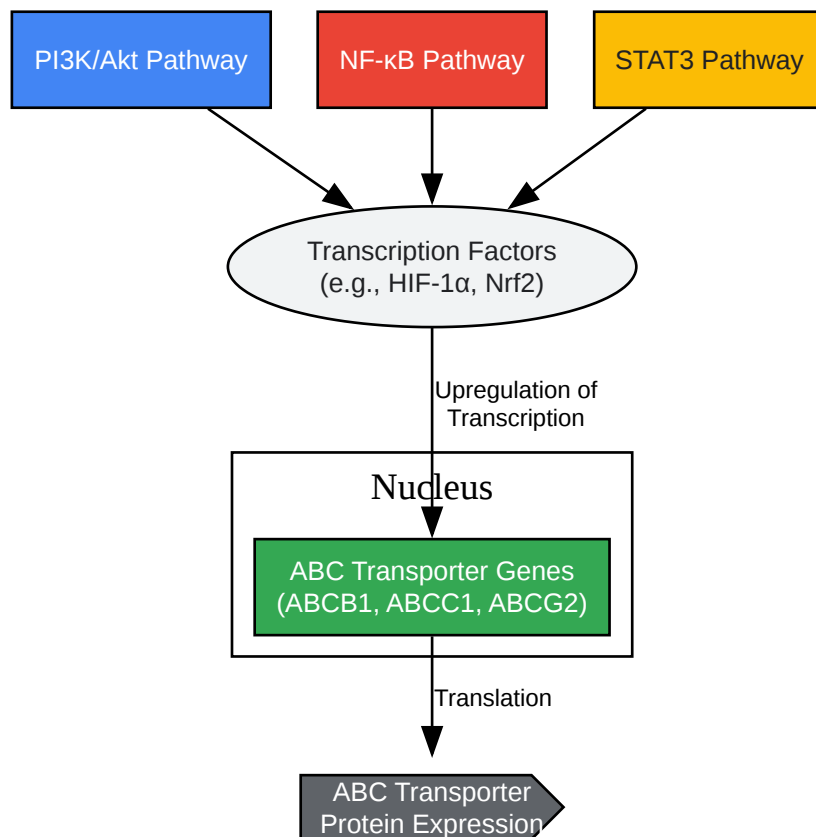 PI3K/Akt Pathway
NF-κB Pathway
STAT3 Pathway
Transcription Factors
(e.g., HIF-1α, Nrf2)
Upregulation of
Transcription
Nucleus
ABC Transporter Genes
(ABCB1, ABCC1, ABCG2)
Translation
ABC Transporter
Protein Expression